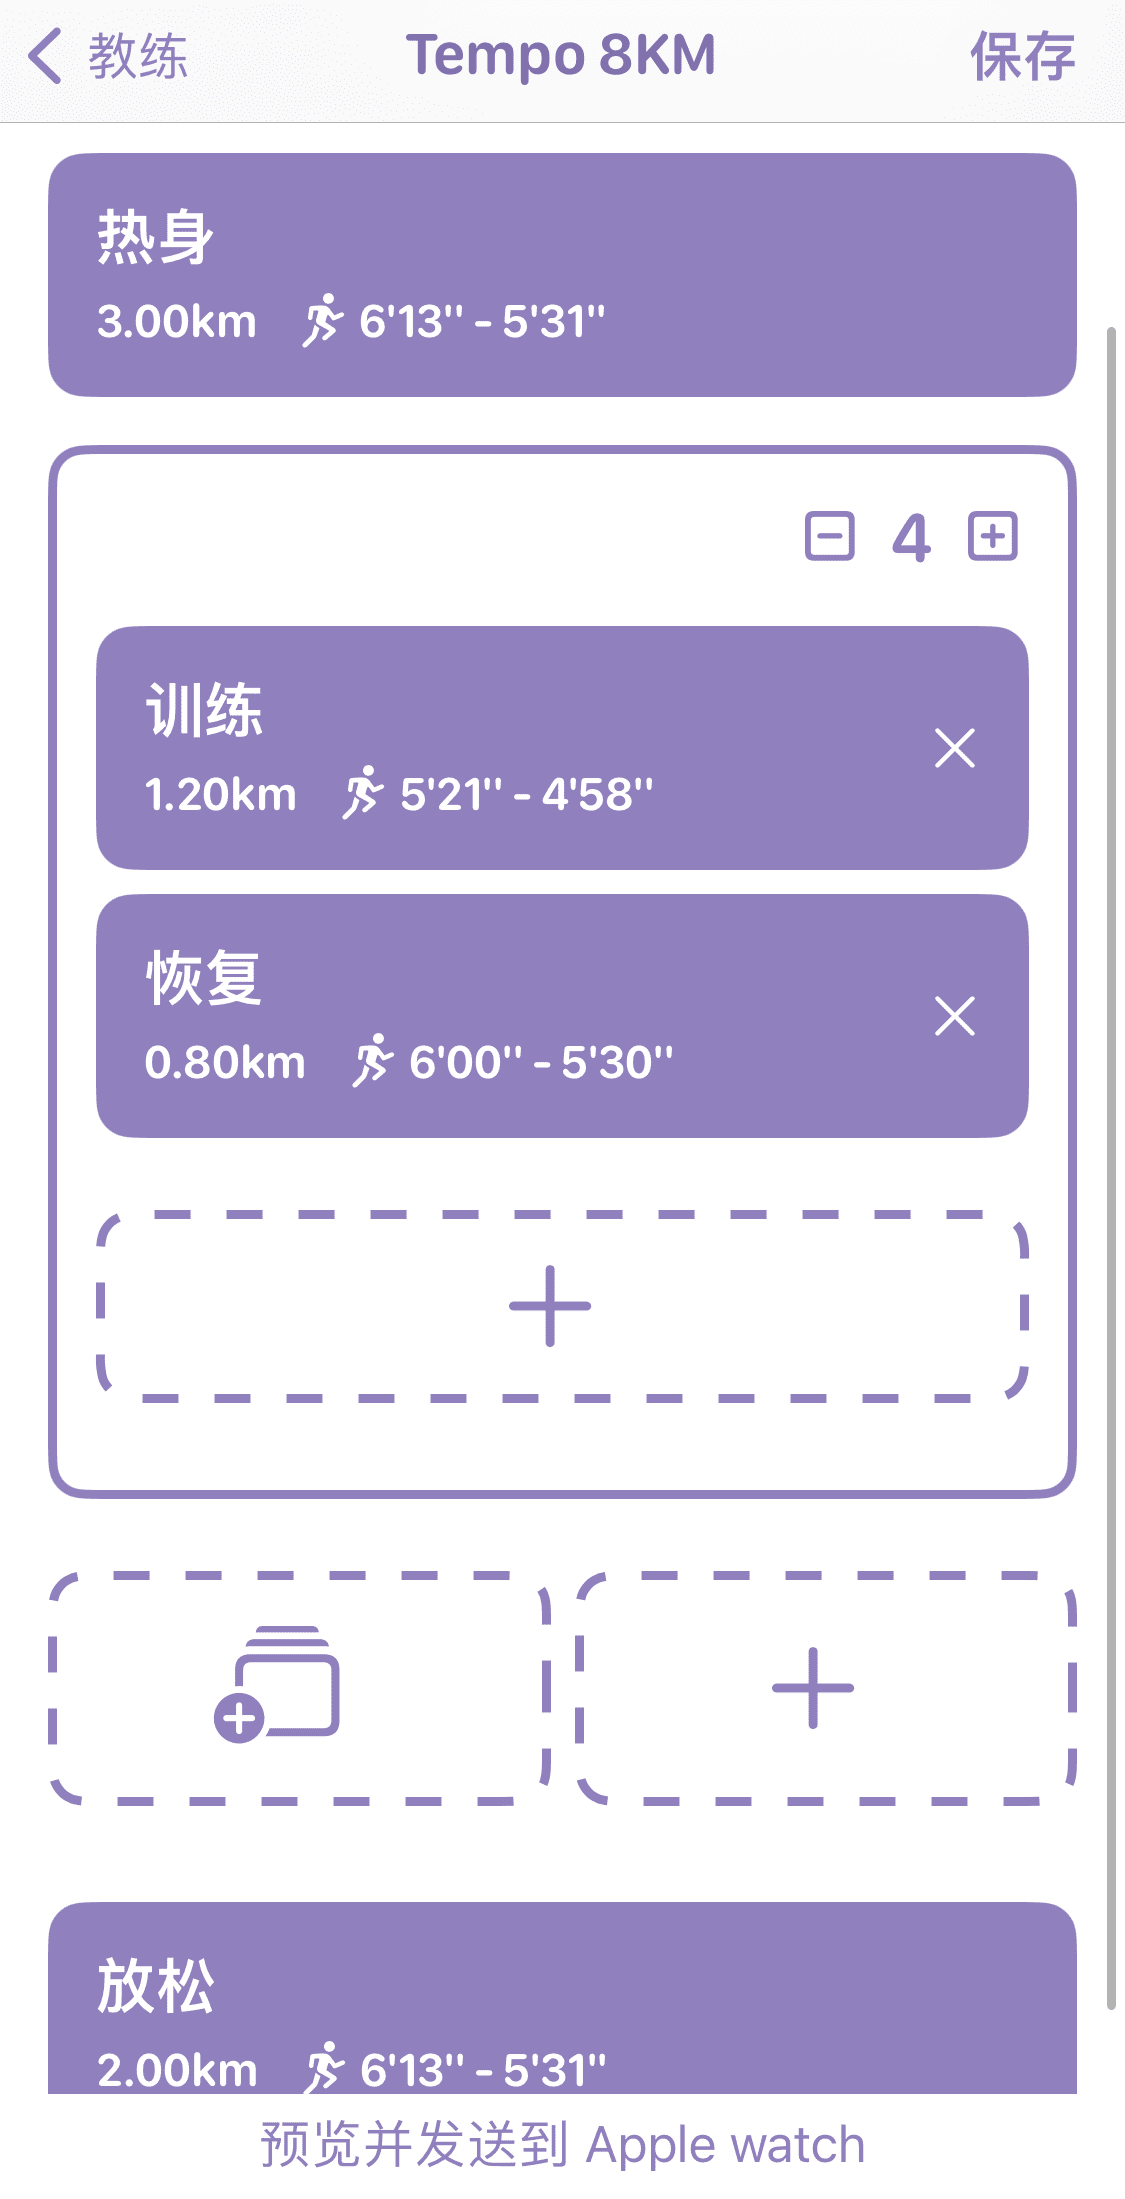 教练
Tempo 8KM
保存
热身
3.00km 6'13'' - 5'31''
4
训练
1.20km 5'21'' - 4'58''
恢复
0.80km 6'00'' - 5'30''
放松
2.00km 6'13'' - 5'31''
预览并发送到 Apple watch